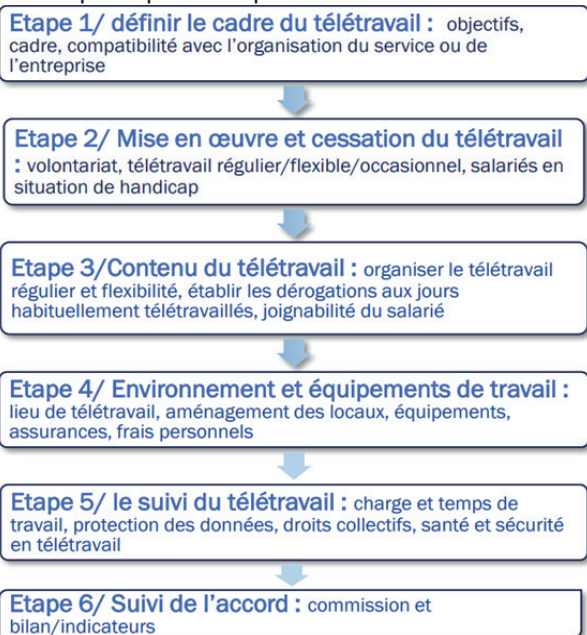 Etape 1/ définir le cadre du télétravail : objectifs,
cadre, compatibilité avec l'organisation du service ou de
l'entreprise
Etape 2/ Mise en œuvre et cessation du télétravail
: volontariat, télétravail régulier/flexible/occasionnel, salariés en
situation de handicap
Etape 3/Contenu du télétravail : organiser le télétravail
régulier et flexibilité, établir les dérogations aux jours
habituellement télétravaillés, joignabilité du salarié
Etape 4/ Environnement et équipements de travail :
lieu de télétravail, aménagement des locaux, équipements,
assurances, frais personnels
Etape 5/ le suivi du télétravail : charge et temps de
travail, protection des données, droits collectifs, santé et sécurité
en télétravail
Etape 6/ Suivi de l'accord : commission et
bilan/indicateurs